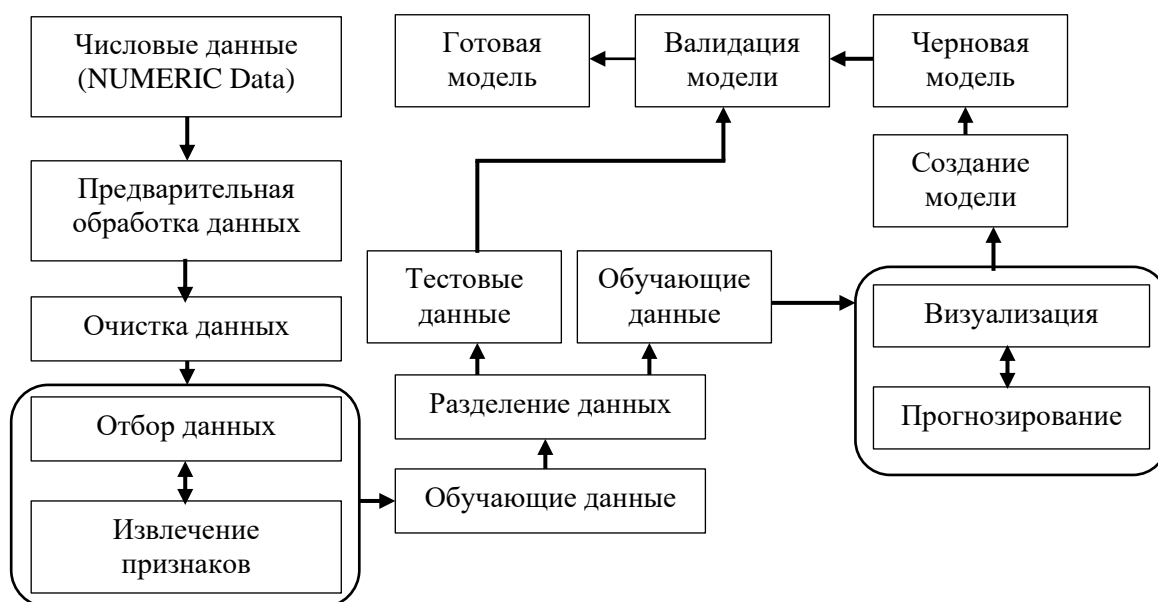 Числовые данные
(NUMERIC Data)
Предварительная
обработка данных
Очистка данных
Отбор данных
Извлечение
признаков
Обучающие данные
Разделение данных
Тестовые
данные
Обучающие
данные
Визуализация
Прогнозирование
Создание
модели
Черновая
модель
Валидация
модели
Готовая
модель